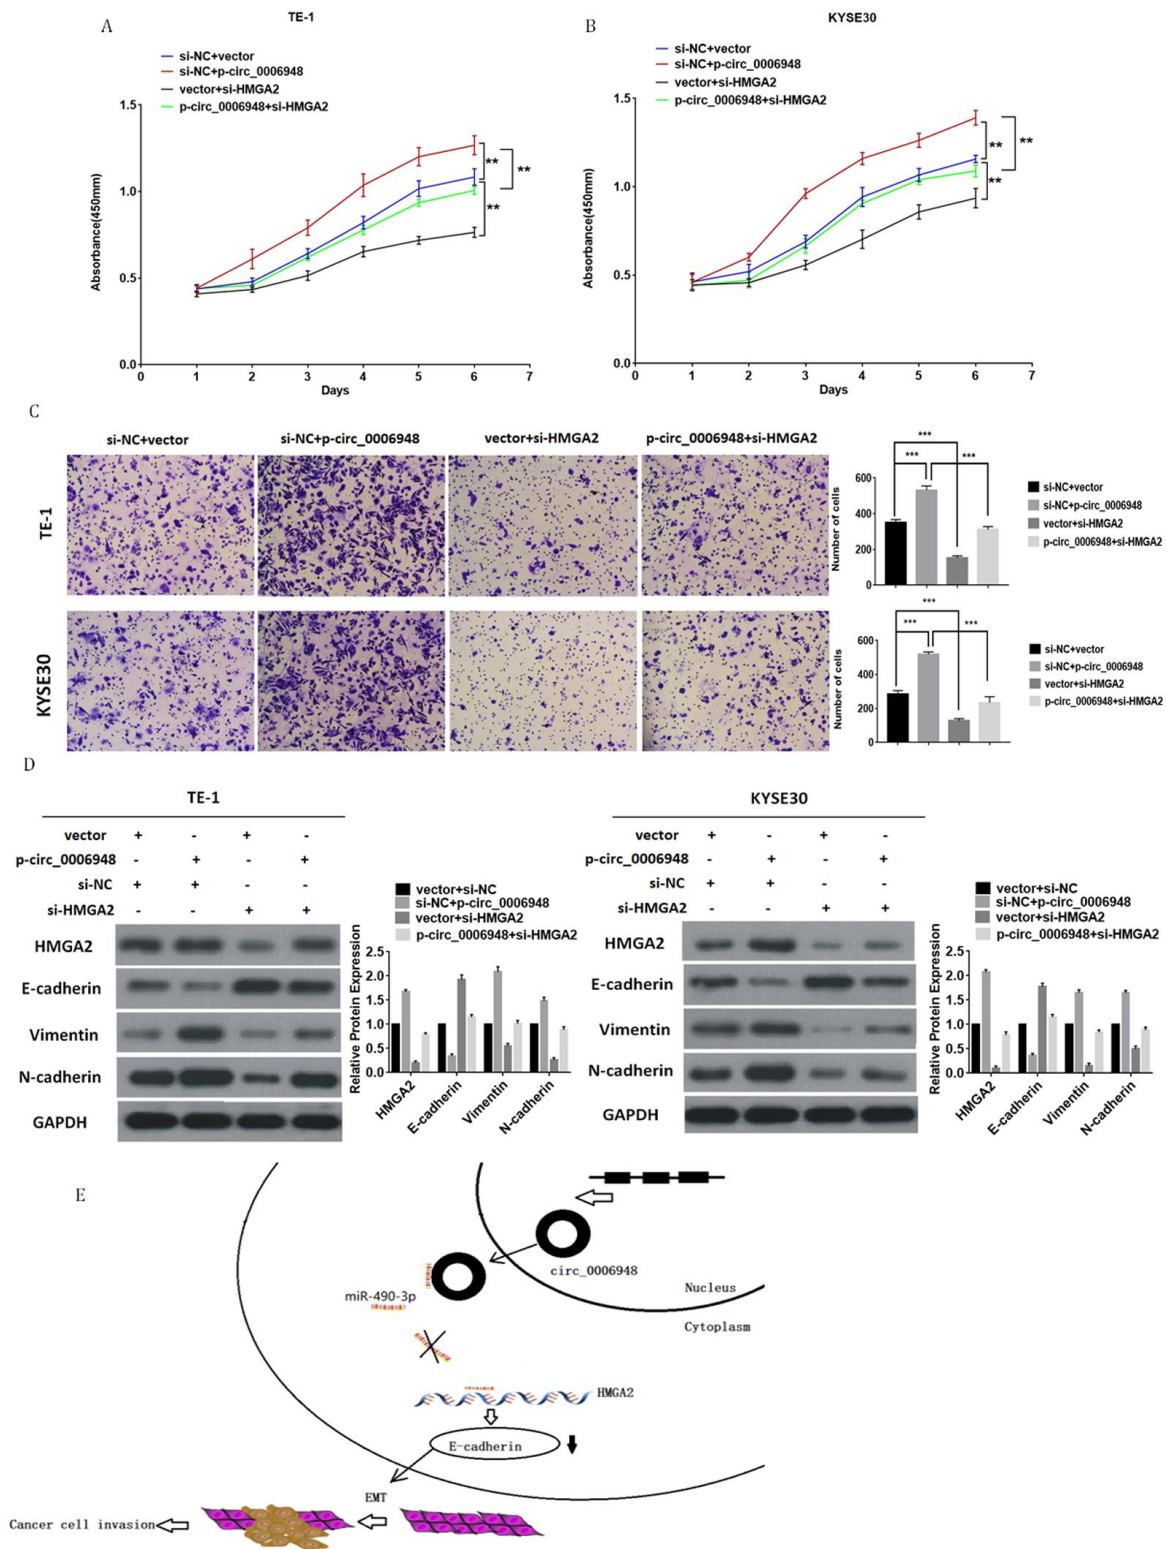 A
TE-1
si-NC+vector
si-NC+p-circ_0006948
vector+si-HMGA2
p-circ_0006948+si-HMGA2
Absorbance(450mm)
1.5
1.0
0.5
0.0
0 1 2 3 4 5 6 7
Days
**
**
**
B
KYSE30
si-NC+vector
si-NC+p-circ_0006948
vector+si-HMGA2
p-circ_0006948+si-HMGA2
Absorbance(450mm)
1.5
1.0
0.5
0.0
0 1 2 3 4 5 6 7
Days
**
**
**
C
si-NC+vector si-NC+p-circ_0006948 vector+si-HMGA2 p-circ_0006948+si-HMGA2
TE-1
KYSE30
***
*** ***
Number of cells
600
400
200
0
si-NC+vector
si-NC+p-circ_0006948
vector+si-HMGA2
p-circ_0006948+si-HMGA2
***
*** ***
Number of cells
600
400
200
0
si-NC+vector
si-NC+p-circ_0006948
vector+si-HMGA2
p-circ_0006948+si-HMGA2
D
TE-1
vector + - + -
p-circ_0006948 - + - +
si-NC + + - -
si-HMGA2 - - + +
HMGA2
E-cadherin
Vimentin
N-cadherin
GAPDH
vector+si-NC
si-NC+p-circ_0006948
vector+si-HMGA2
p-circ_0006948+si-HMGA2
Relative Protein Expression
2.5
2.0
1.5
1.0
0.5
0.0
HMGA2 E-cadherin Vimentin N-cadherin
KYSE30
vector + - + -
p-circ_0006948 - + - +
si-NC + + - -
si-HMGA2 - - + +
HMGA2
E-cadherin
Vimentin
N-cadherin
GAPDH
vector+si-NC
si-NC+p-circ_0006948
vector+si-HMGA2
p-circ_0006948+si-HMGA2
Relative Protein Expression
2.5
2.0
1.5
1.0
0.5
0.0
HMGA2 E-cadherin Vimentin N-cadherin
E
circ_0006948
Nucleus
miR-490-3p
Cytoplasm
HMGA2
E-cadherin
EMT
Cancer cell invasion